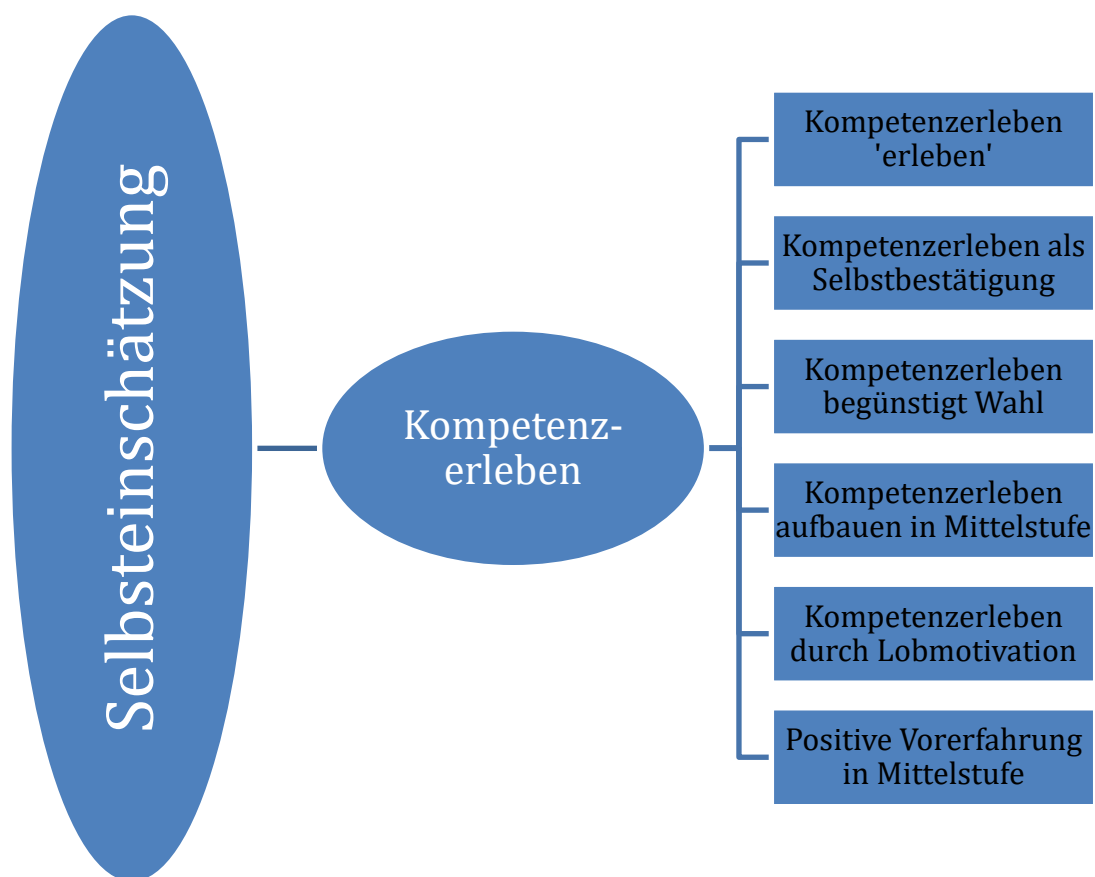 Selbsteinschätzung
Kompetenz-
erleben
Kompetenzerleben
'erleben'
Kompetenzerleben als
Selbstbestätigung
Kompetenzerleben
begünstigt Wahl
Kompetenzerleben
aufbauen in Mittelstufe
Kompetenzerleben
durch Lobmotivation
Positive Vorerfahrung
in Mittelstufe